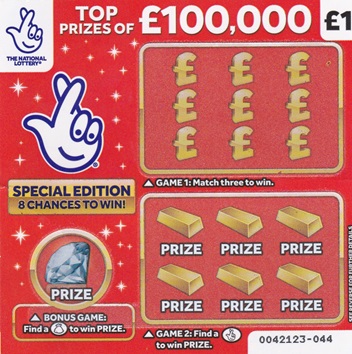 TOP
PRIZES OF £100,000 £1
THE NATIONAL
LOTTERY®
£ £ £
£ £ £
£ £ £
▲ GAME 1: Match three to win.
SPECIAL EDITION
8 CHANCES TO WIN!
PRIZE PRIZE PRIZE
PRIZE PRIZE PRIZE
PRIZE
▲ BONUS GAME:
Find a to win PRIZE.
▲ GAME 2: Find a
to win PRIZE.
0042123-044